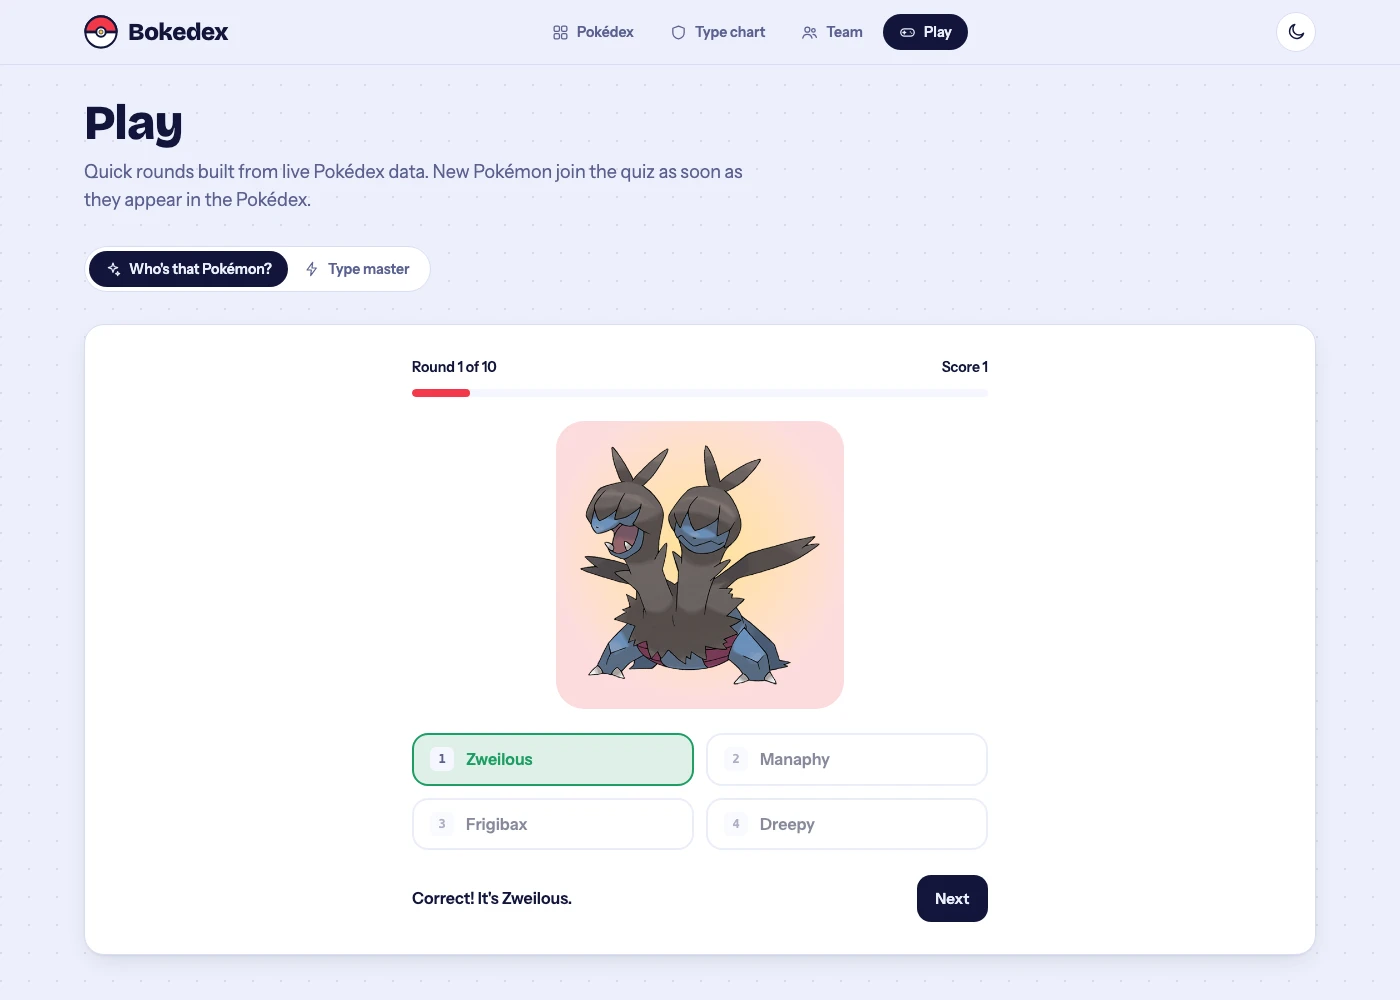 Bokedex
Pokédex
Type chart
Team
Play
Play
Quick rounds built from live Pokédex data. New Pokémon join the quiz as soon as
they appear in the Pokédex.
Who's that Pokémon?
Type master
Round 1 of 10
Score 1
1 Zweilous
2 Manaphy
3 Frigibax
4 Dreepy
Correct! It's Zweilous.
Next